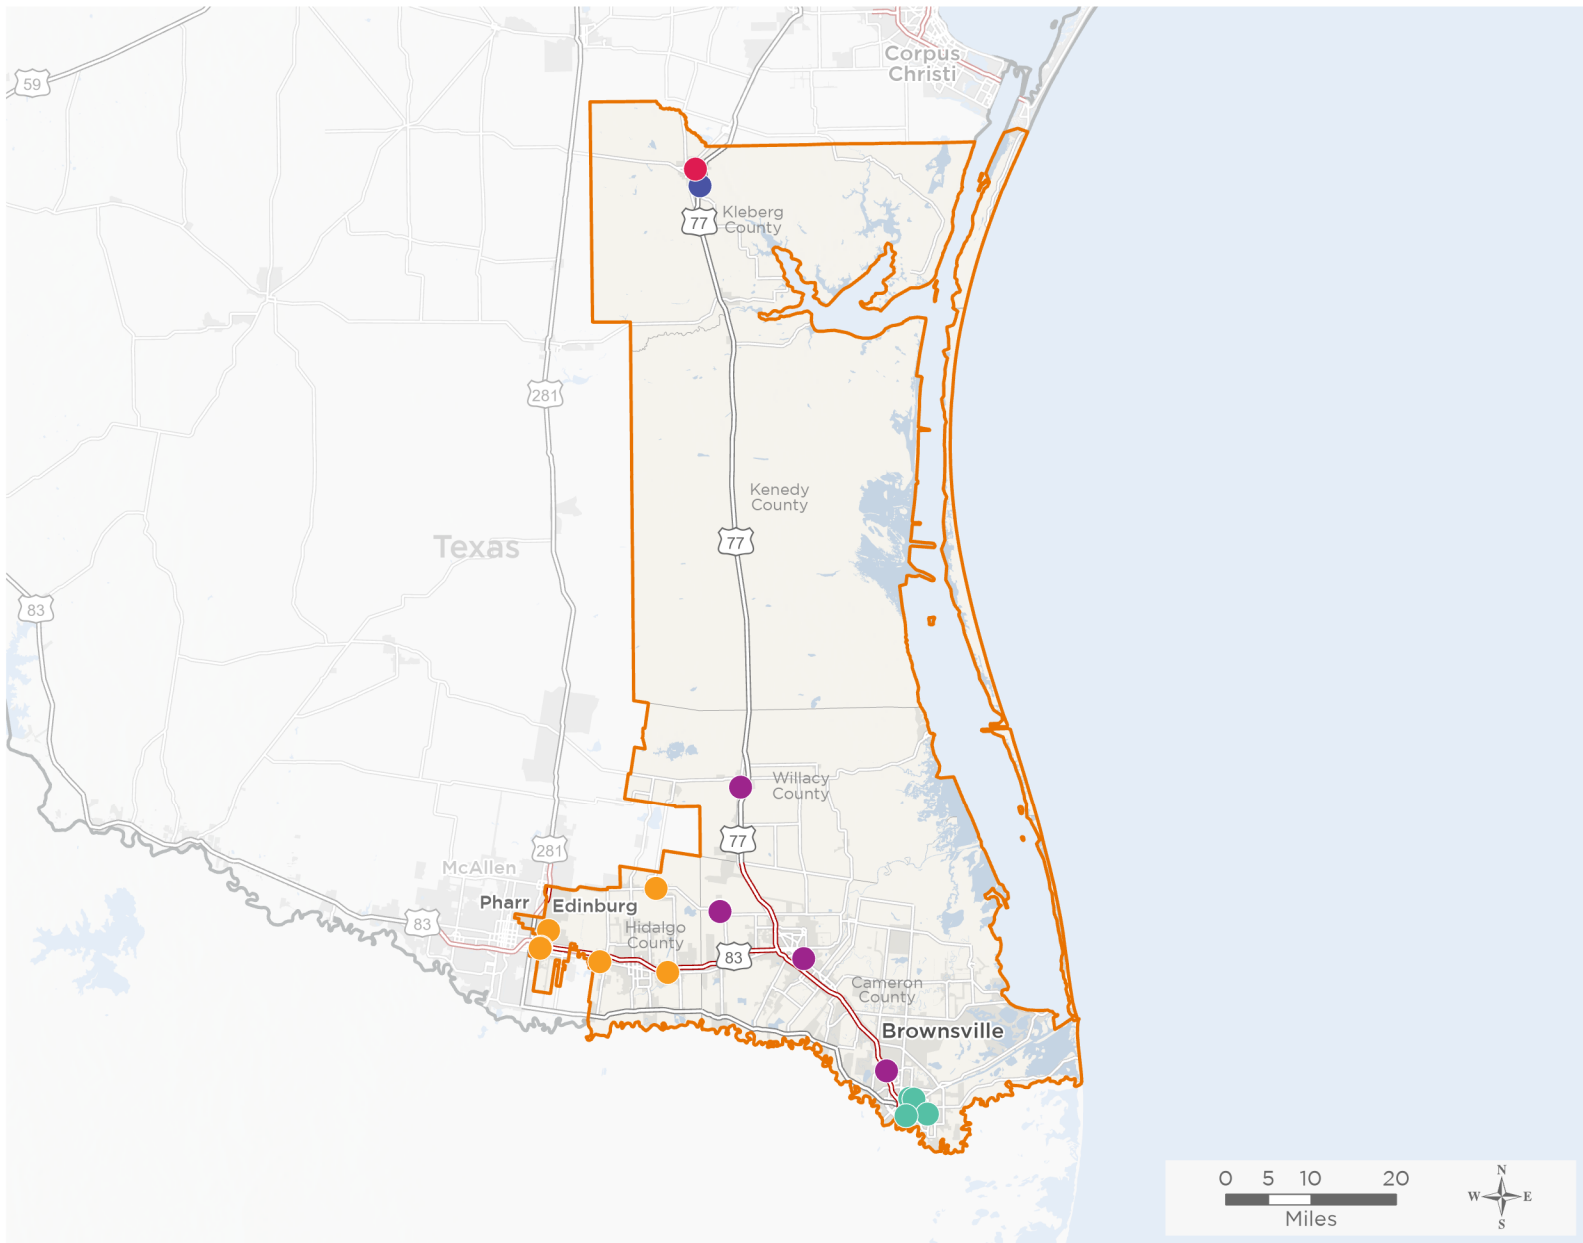 Corpus
Christi
59
77
Kleberg
County
281
Kenedy
County
77
Texas
83
Willacy
County
77
281
McAllen
Pharr
Edinburg
83
Hidalgo
County
83
Cameron
County
Brownsville
0 5 10 20
Miles
N
W E
S